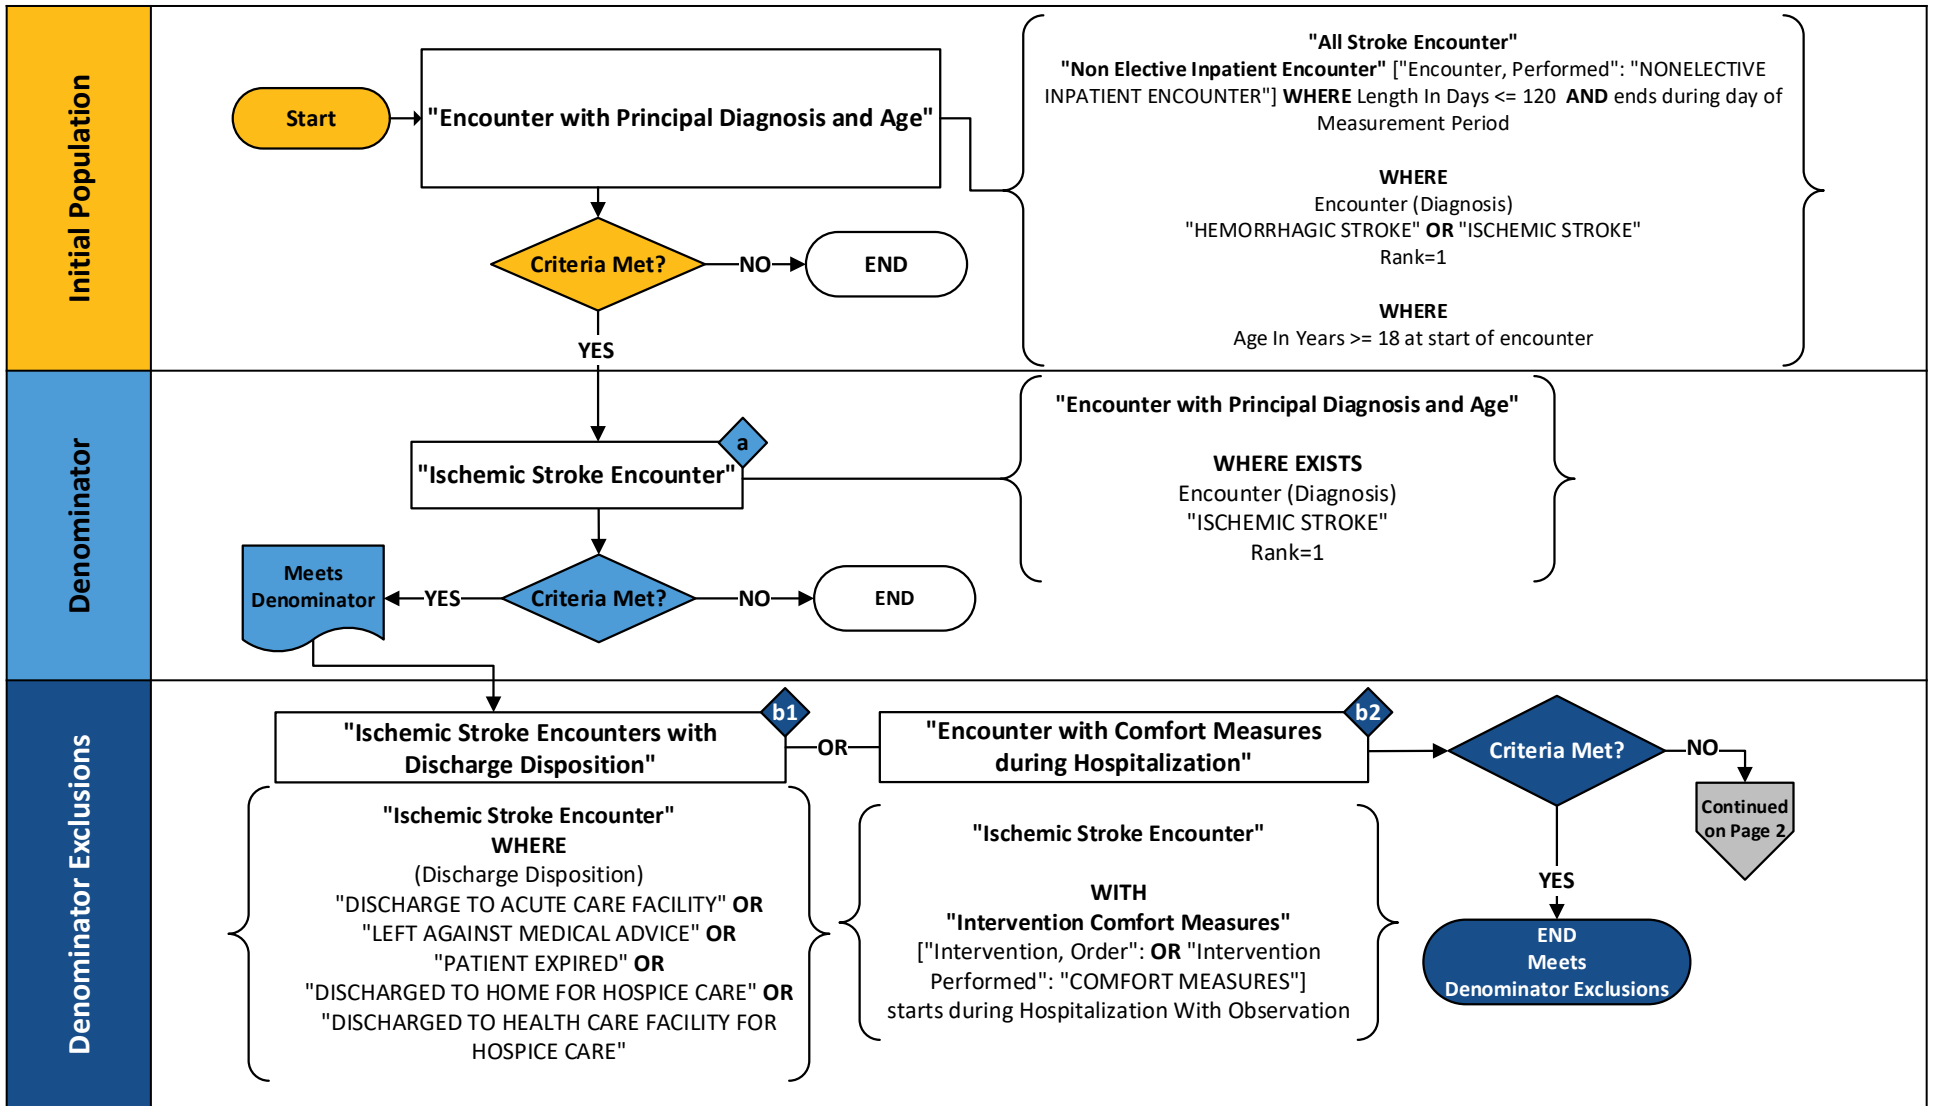 Initial Population
Start
"Encounter with Principal Diagnosis and Age"
"All Stroke Encounter"
"Non Elective Inpatient Encounter" ["Encounter, Performed": "NONELECTIVE
INPATIENT ENCOUNTER"] WHERE Length In Days <= 120 AND ends during day of
Measurement Period
WHERE
Encounter (Diagnosis)
"HEMORRHAGIC STROKE" OR "ISCHEMIC STROKE"
Rank=1
WHERE
Age In Years >= 18 at start of encounter
Criteria Met?
NO
END
YES
Denominator
"Ischemic Stroke Encounter"
a
"Encounter with Principal Diagnosis and Age"
WHERE EXISTS
Encounter (Diagnosis)
"ISCHEMIC STROKE"
Rank=1
Meets
Denominator
YES
Criteria Met?
NO
END
Denominator Exclusions
"Ischemic Stroke Encounters with
Discharge Disposition"
b1
OR
"Encounter with Comfort Measures
during Hospitalization"
b2
Criteria Met?
NO
Continued
on Page 2
YES
END
Meets
Denominator Exclusions
"Ischemic Stroke Encounter"
WHERE
(Discharge Disposition)
"DISCHARGE TO ACUTE CARE FACILITY" OR
"LEFT AGAINST MEDICAL ADVICE" OR
"PATIENT EXPIRED" OR
"DISCHARGED TO HOME FOR HOSPICE CARE" OR
"DISCHARGED TO HEALTH CARE FACILITY FOR
HOSPICE CARE"
"Ischemic Stroke Encounter"
WITH
"Intervention Comfort Measures"
["Intervention, Order": OR "Intervention
Performed": "COMFORT MEASURES"]
starts during Hospitalization With Observation